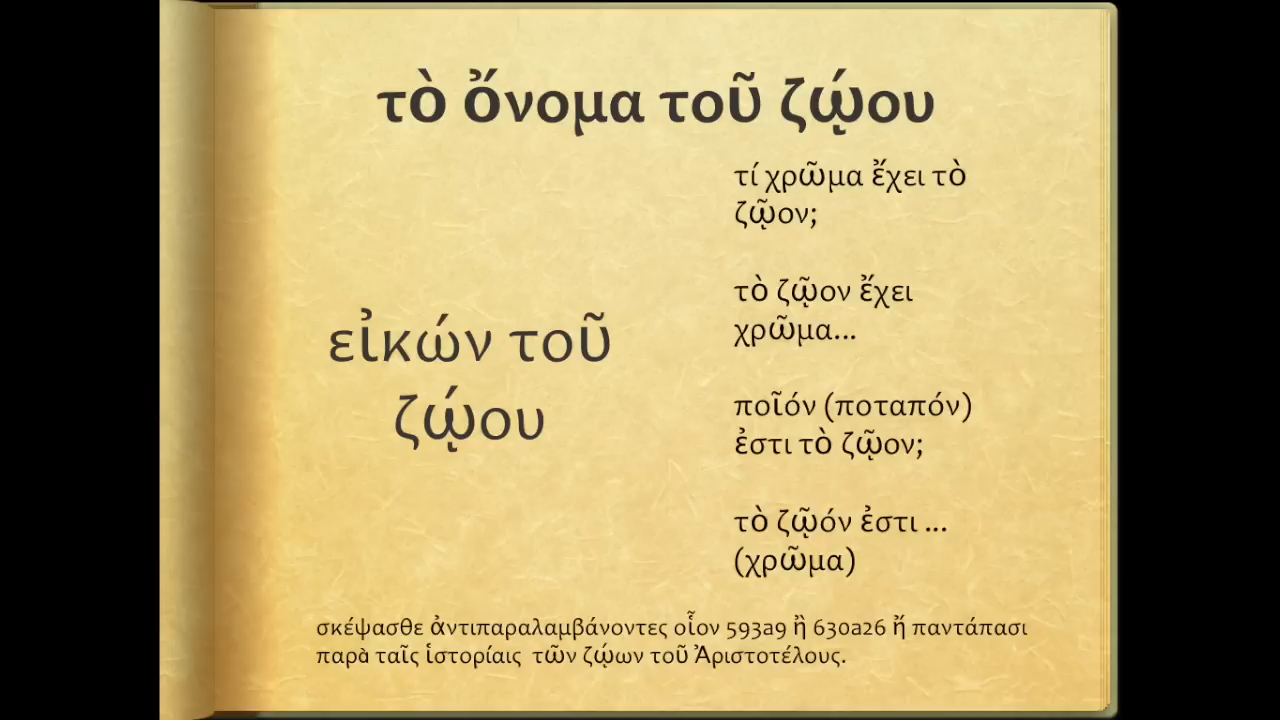 τὸ ὄνομα τοῦ ζῴου
τί χρῶμα ἔχει τὸ
ζῷον;
τὸ ζῷον ἔχει
χρῶμα...
εἰκών τοῦ
ζῴου
ποῖόν (ποταπόν)
ἐστι τὸ ζῷον;
τὸ ζῷόν ἐστι ...
(χρῶμα)
σκέψασθε ἀντιπαραλαμβάνοντες οἷον 593a9 ἢ 630a26 ἤ παντάπασι
παρὰ ταῖς ἱστορίαις τῶν ζῴων τοῦ Ἀριστοτέλους.